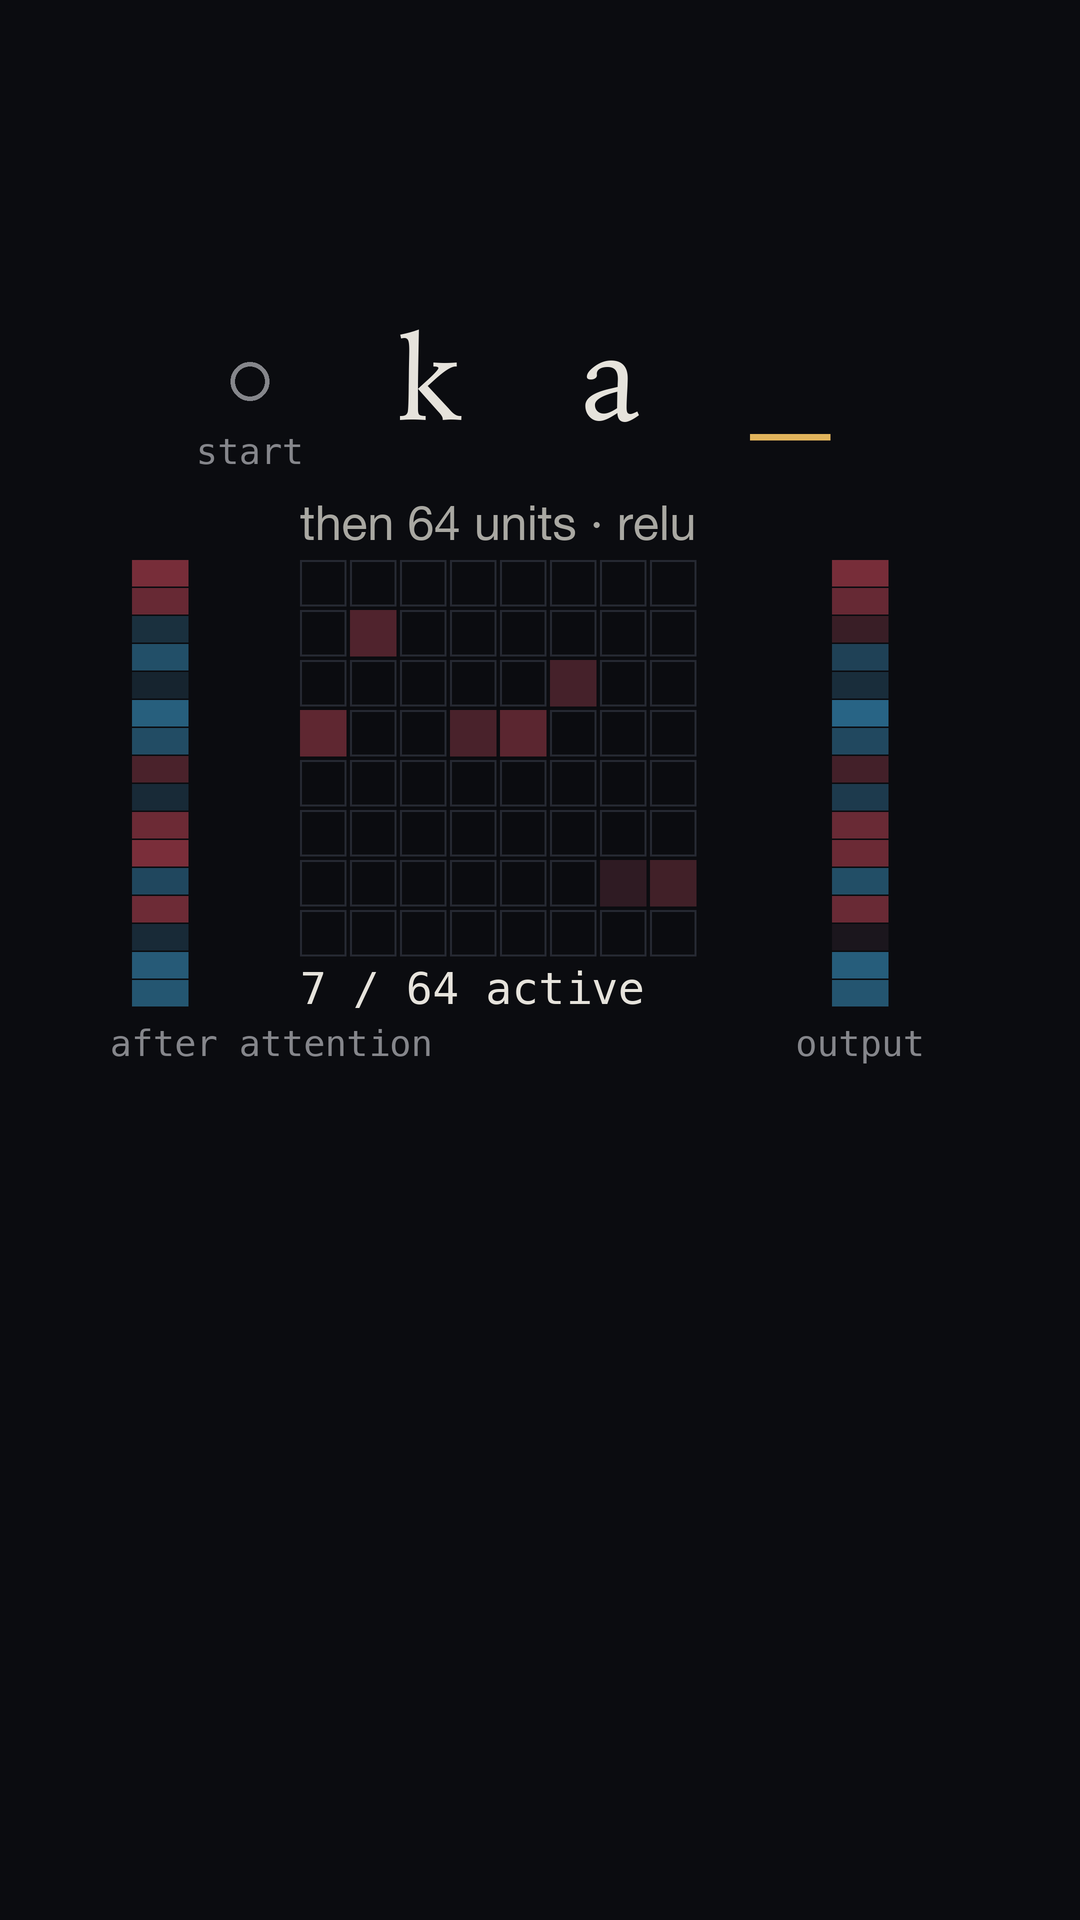 k a _
start
then 64 units · relu
7 / 64 active
after attention
output